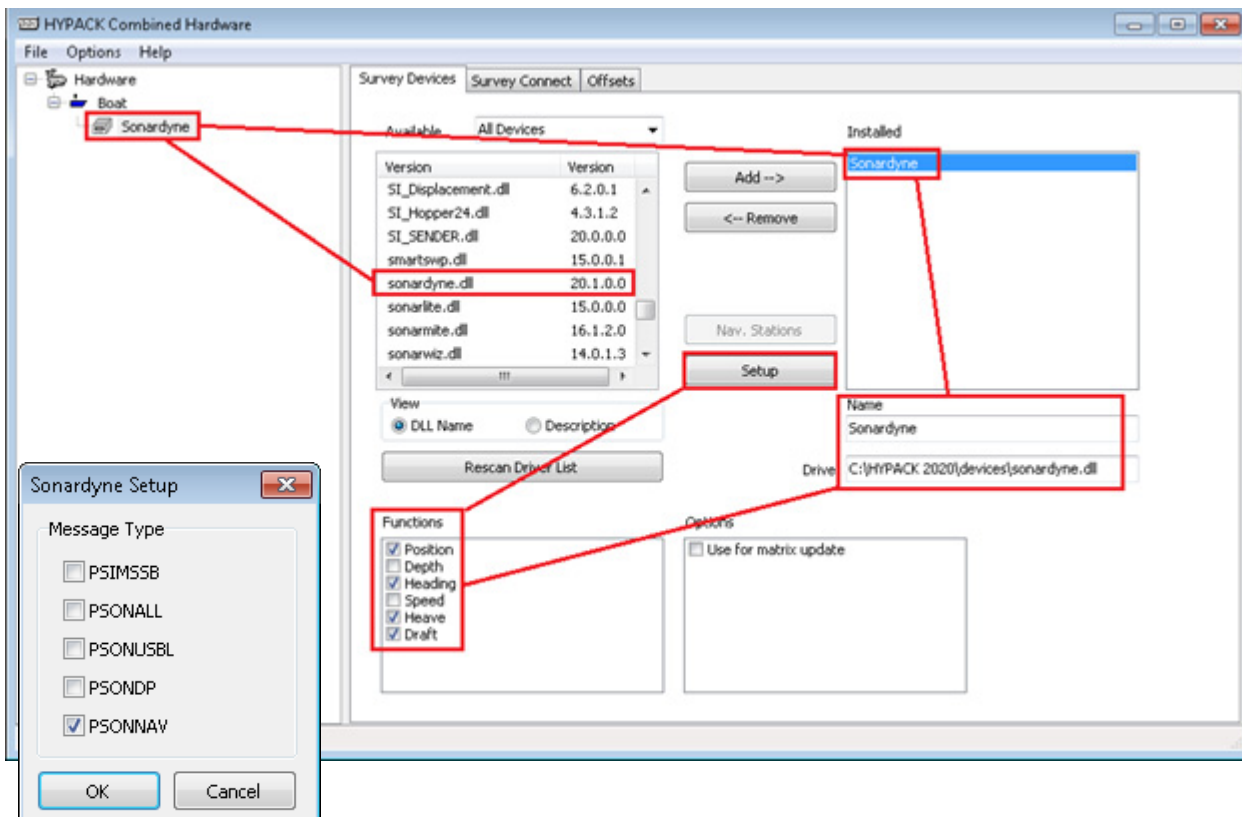 HYPACK Combined Hardware
File Options Help
Hardware
Boat
Sonardyne
Survey Devices Survey Connect Offsets
Available All Devices
Installed
Version Version
SI_Displacement.dll 6.2.0.1
SI_Hopper24.dll 4.3.1.2
SI_SENDER.dll 20.0.0.0
smartswp.dll 15.0.0.1
sonardyne.dll 20.1.0.0
sonarlite.dll 15.0.0.0
sonarmite.dll 16.1.2.0
sonarwiz.dll 14.0.1.3
Add -->
<-- Remove
Nav. Stations
Setup
Sonardyne
View
DLL Name Description
Rescan Driver List
Name
Sonardyne
Drive C:\HYPACK 2020\devices\sonardyne.dll
Functions
Position
Depth
Heading
Speed
Heave
Draft
Options
Use for matrix update
Sonardyne Setup
Message Type
PSIMSSB
PSONALL
PSONUSBL
PSONDP
PSONNAV
OK Cancel